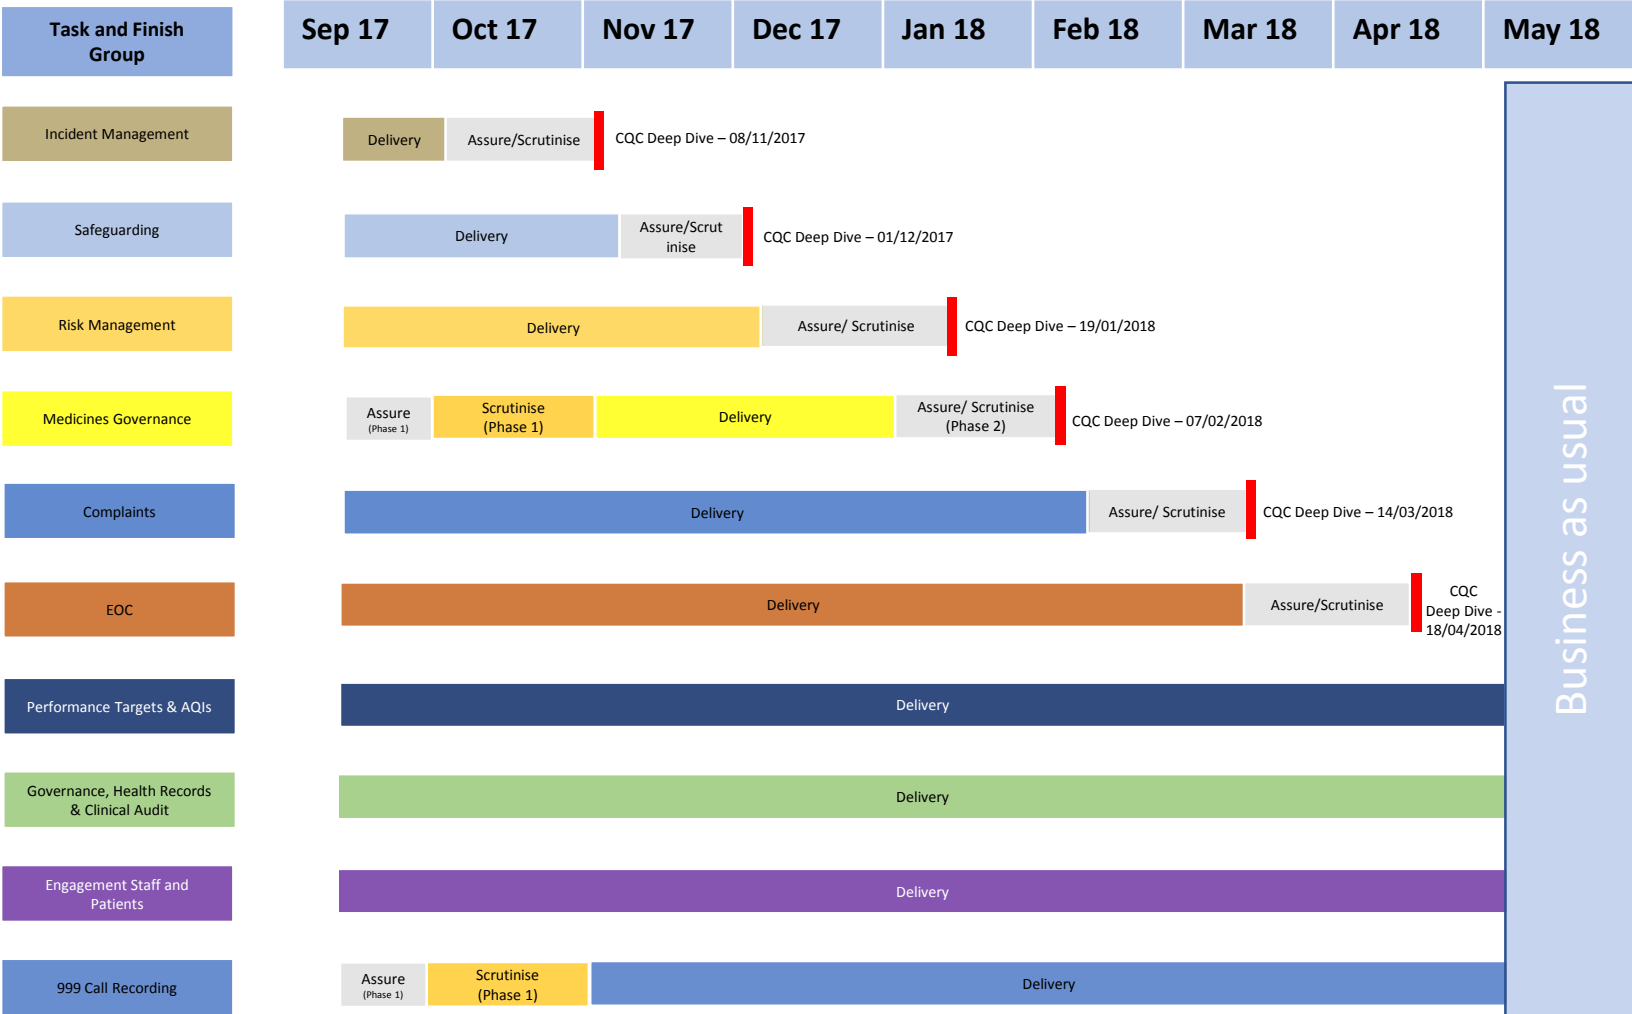 Task and Finish
Group
Sep 17
Oct 17
Nov 17
Dec 17
Jan 18
Feb 18
Mar 18
Apr 18
May 18
Incident Management
Delivery
Assure/Scrutinise
CQC Deep Dive – 08/11/2017
Safeguarding
Delivery
Assure/Scrut
inise
CQC Deep Dive – 01/12/2017
Risk Management
Delivery
Assure/ Scrutinise
CQC Deep Dive – 19/01/2018
Medicines Governance
Assure
(Phase 1)
Scrutinise
(Phase 1)
Delivery
Assure/ Scrutinise
(Phase 2)
CQC Deep Dive – 07/02/2018
Complaints
Delivery
Assure/ Scrutinise
CQC Deep Dive – 14/03/2018
EOC
Delivery
Assure/Scrutinise
CQC
Deep Dive -
18/04/2018
Performance Targets & AQIs
Delivery
Governance, Health Records
& Clinical Audit
Delivery
Engagement Staff and
Patients
Delivery
999 Call Recording
Assure
(Phase 1)
Scrutinise
(Phase 1)
Delivery
Business as usual